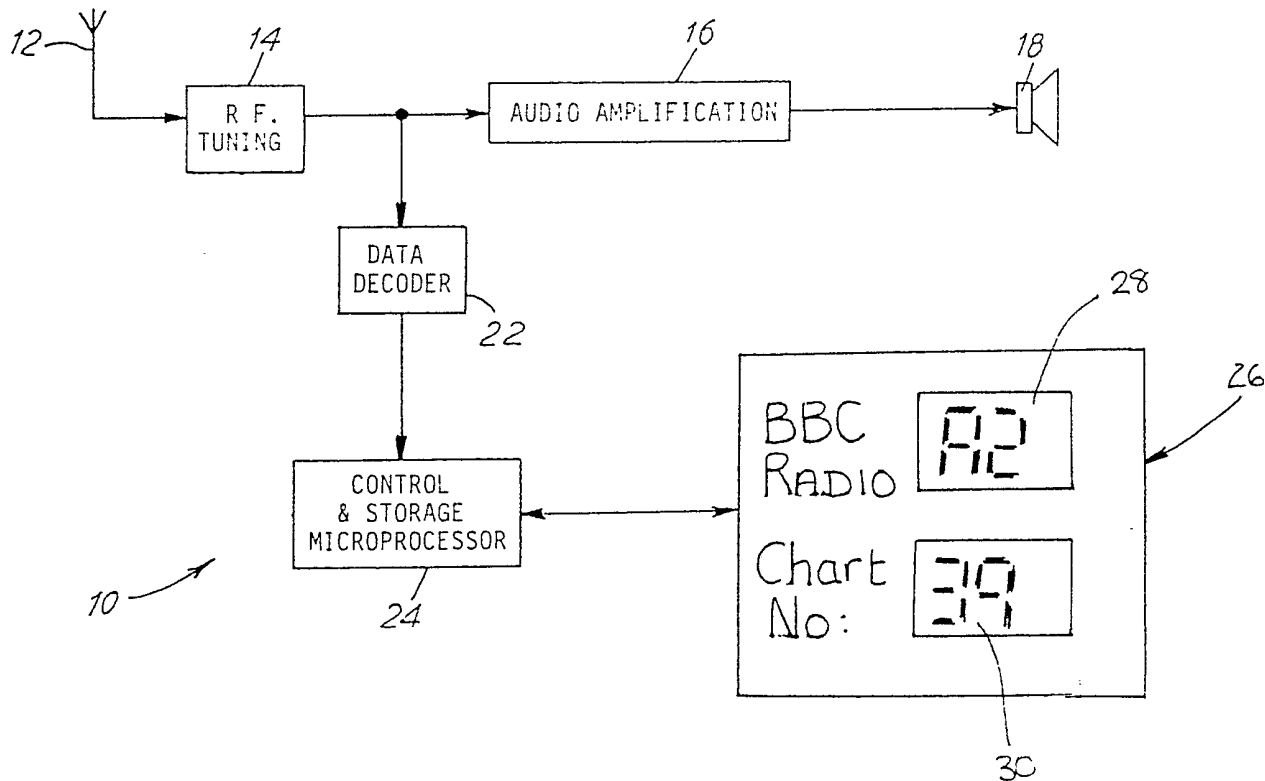 12
14
16
18
R F.
TUNING
AUDIO AMPLIFICATION
DATA
DECODER
22
28
26
BBC
RADIO
A2
CONTROL
& STORAGE
MICROPROCESSOR
Chart
No:
39
10
24
30